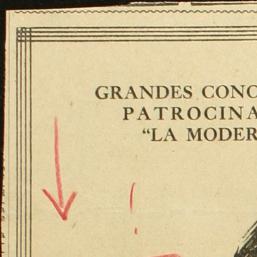 GRANDES CONC
PATROCINA
“LA MODER